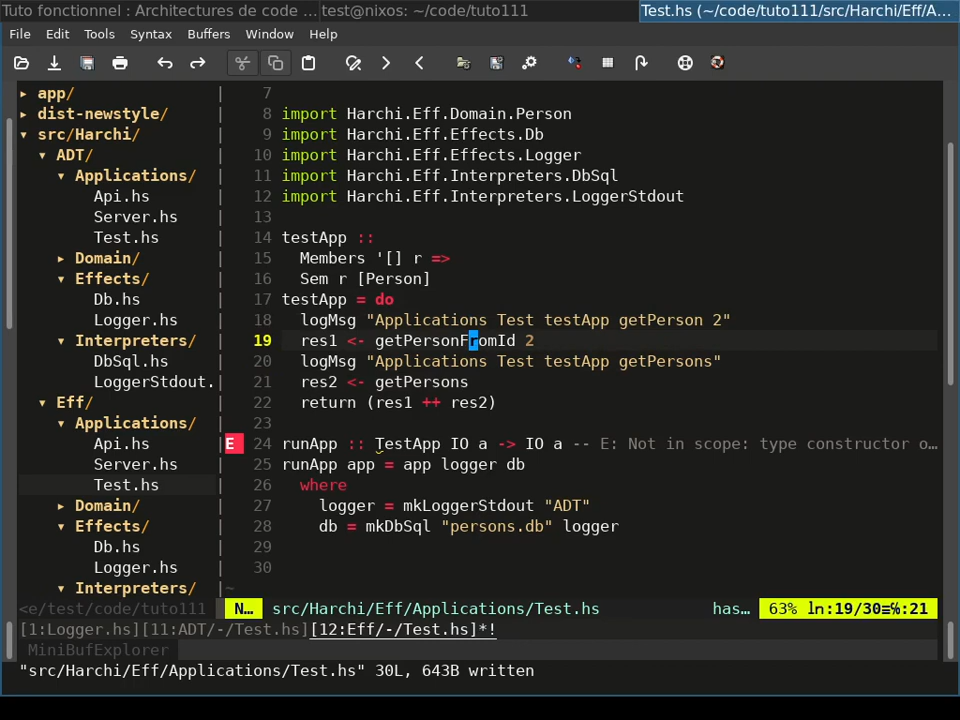 Tuto fonctionnel : Architectures de code ... test@nixos: ~/code/tuto111 Test.hs (~/code/tuto111/src/Harchi/Eff/A...
File Edit Tools Syntax Buffers Window Help
▸ app/ | 7
▸ dist-newstyle/ | 8 import Harchi.Eff.Domain.Person
▾ src/Harchi/ | 9 import Harchi.Eff.Effects.Db
▾ ADT/ | 10 import Harchi.Eff.Effects.Logger
▾ Applications/ | 11 import Harchi.Eff.Interpreters.DbSql
Api.hs | 12 import Harchi.Eff.Interpreters.LoggerStdout
Server.hs | 13
Test.hs | 14 testApp ::
▸ Domain/ | 15 Members '[] r =>
▾ Effects/ | 16 Sem r [Person]
Db.hs | 17 testApp = do
Logger.hs | 18 logMsg "Applications Test testApp getPerson 2"
▾ Interpreters/ | 19 res1 <- getPersonFromId 2
DbSql.hs | 20 logMsg "Applications Test testApp getPersons"
LoggerStdout. | 21 res2 <- getPersons
▾ Eff/ | 22 return (res1 ++ res2)
▾ Applications/ | 23
Api.hs |E 24 runApp :: TestApp IO a -> IO a -- E: Not in scope: type constructor o…
Server.hs | 25 runApp app = app logger db
Test.hs | 26 where
▸ Domain/ | 27 logger = mkLoggerStdout "ADT"
▾ Effects/ | 28 db = mkDbSql "persons.db" logger
Db.hs | 29
Logger.hs | 30
▾ Interpreters/ |~
<e/test/code/tuto111 N… src/Harchi/Eff/Applications/Test.hs has… 63% ln:19/30≡℅:21
[1:Logger.hs][11:ADT/-/Test.hs][12:Eff/-/Test.hs]*!
MiniBufExplorer
"src/Harchi/Eff/Applications/Test.hs" 30L, 643B written